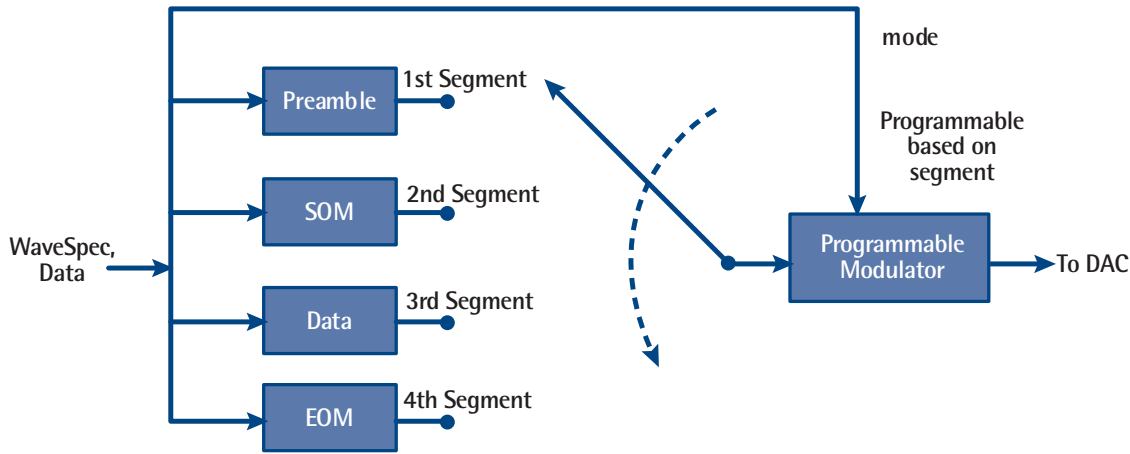 mode
1st Segment
Preamble
Programmable
based on
segment
2nd Segment
SOM
WaveSpec,
Data
Programmable
Modulator
To DAC
3rd Segment
Data
4th Segment
EOM